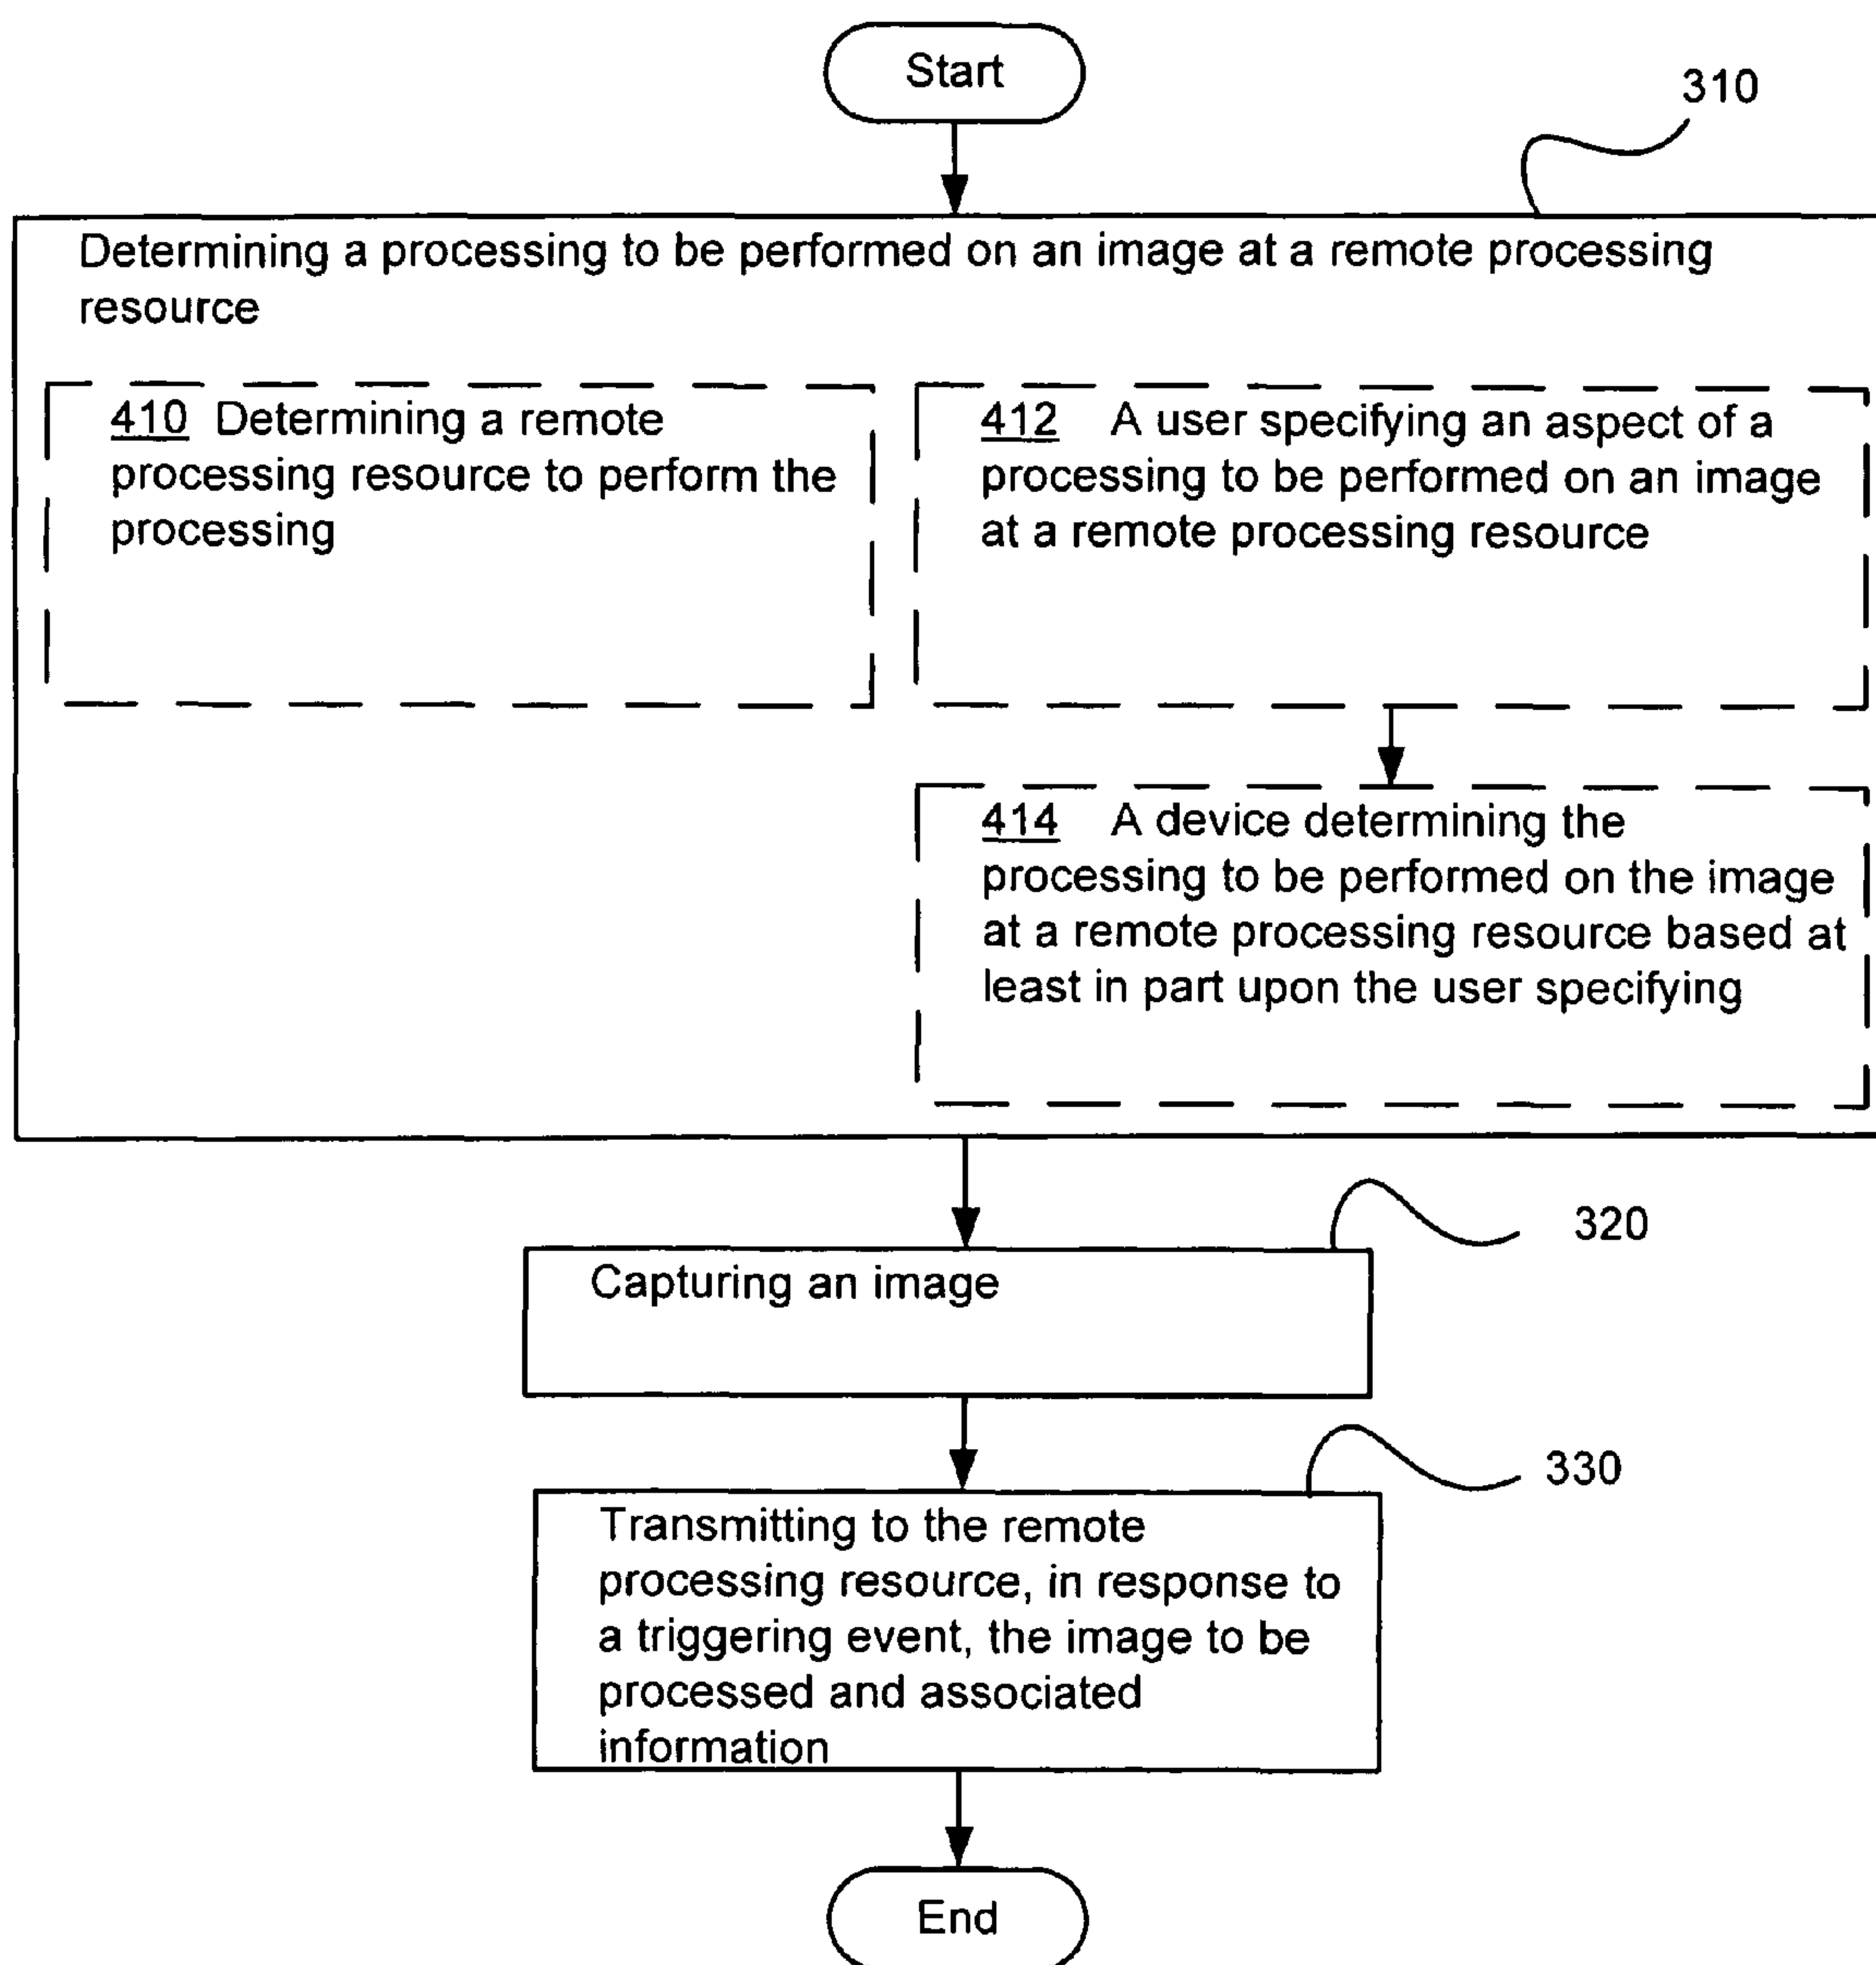 Start
310
Determining a processing to be performed on an image at a remote processing
resource
410 Determining a remote
processing resource to perform the
processing
412 A user specifying an aspect of a
processing to be performed on an image
at a remote processing resource
414 A device determining the
processing to be performed on the image
at a remote processing resource based at
least in part upon the user specifying
320
Capturing an image
330
Transmitting to the remote
processing resource, in response to
a triggering event, the image to be
processed and associated
information
End